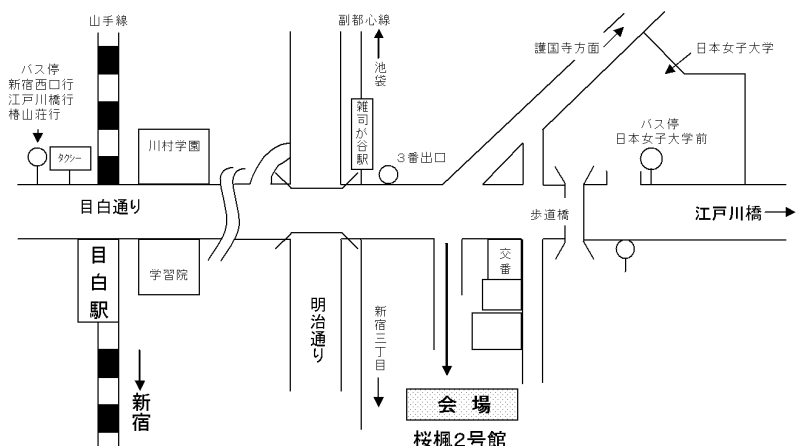 山手線
副都心線
護国寺方面
日本女子大学
バス停
新宿西口行
江戸川橋行
椿山荘行
池袋
タクシー
川村学園
雑司が谷駅
3番出口
バス停
日本女子大学前
目白通り
歩道橋
江戸川橋
目白駅
学習院
交番
明治通り
新宿三丁目
新宿
会場
桜楓2号館